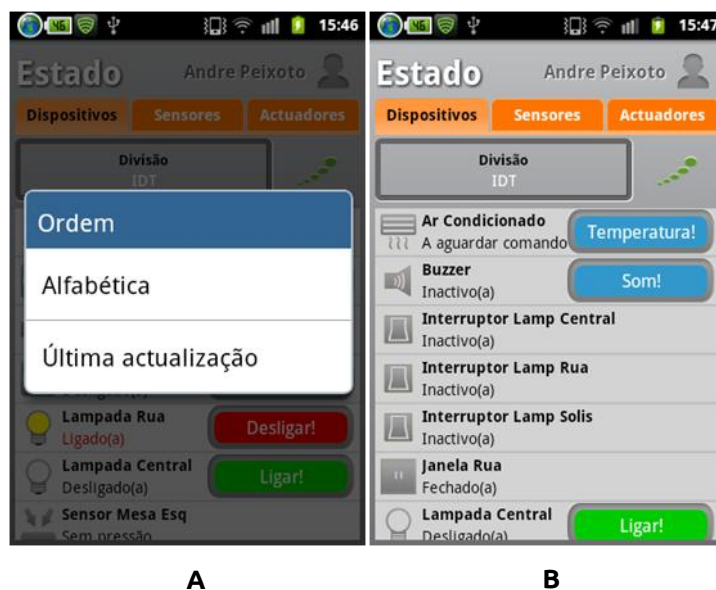 45
15:46
Estado
Andre Peixoto
Dispositivos
Sensores
Actuadores
Divisão
IDT
Ordem
Alfabética
Última actualização
Lampada Rua
Ligado(a)
Desligar!
Lampada Central
Desligado(a)
Ligar!
Sensor Mesa Esq
Sem pressão
A
45
15:47
Estado
Andre Peixoto
Dispositivos
Sensores
Actuadores
Divisão
IDT
Ar Condicionado
A aguardar comando
Temperatura!
Buzzer
Inactivo(a)
Som!
Interruptor Lamp Central
Inactivo(a)
Interruptor Lamp Rua
Inactivo(a)
Interruptor Lamp Solis
Inactivo(a)
Janela Rua
Fechado(a)
Lampada Central
Desligado(a)
Ligar!
B